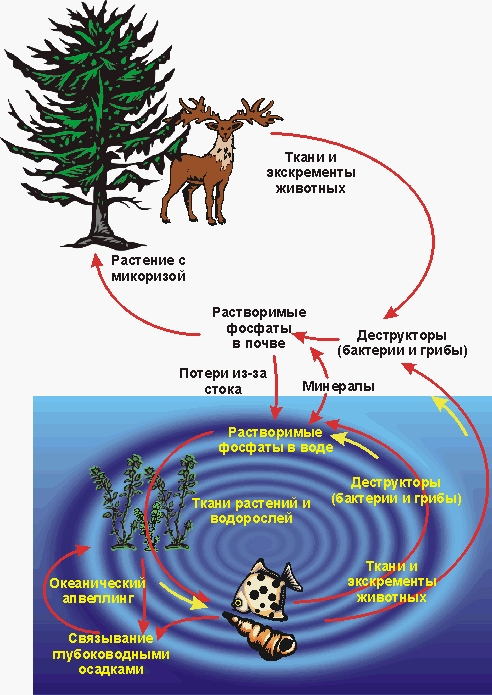 Ткани и
экскременты
животных
Растение с
микоризой
Растворимые
фосфаты
в почве
Деструкторы
(бактерии и грибы)
Потери из-за
стока
Минералы
Растворимые
фосфаты в воде
Деструкторы
(бактерии и грибы)
Ткани растений и
водорослей
Ткани и
экскременты
животных
Океанический
апвеллинг
Связывание
глубоководными
осадками